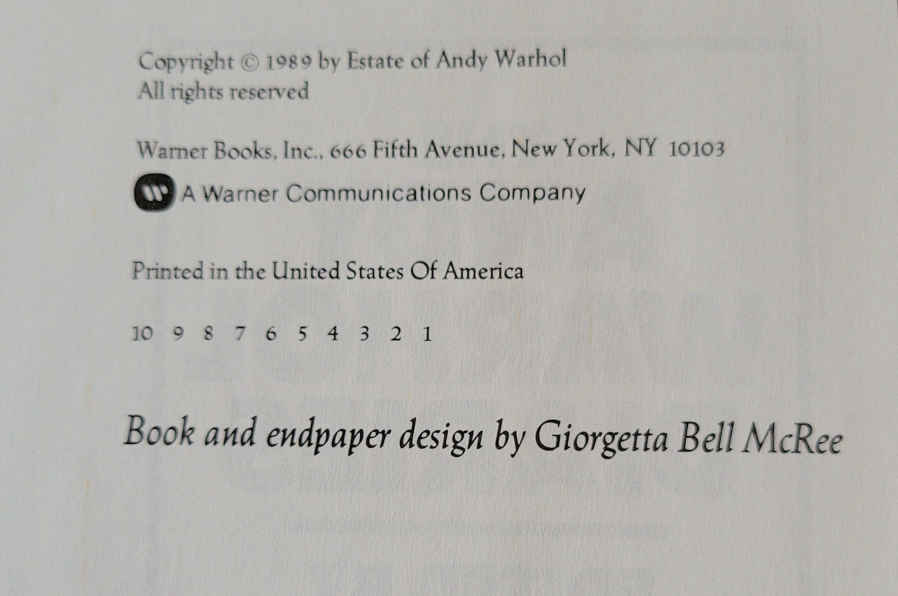 Copyright © 1989 by Estate of Andy Warhol
All rights reserved
Warner Books, Inc., 666 Fifth Avenue, New York, NY 10103
A Warner Communications Company
Printed in the United States Of America
10 9 8 7 6 5 4 3 2 1
Book and endpaper design by Giorgetta Bell McRee